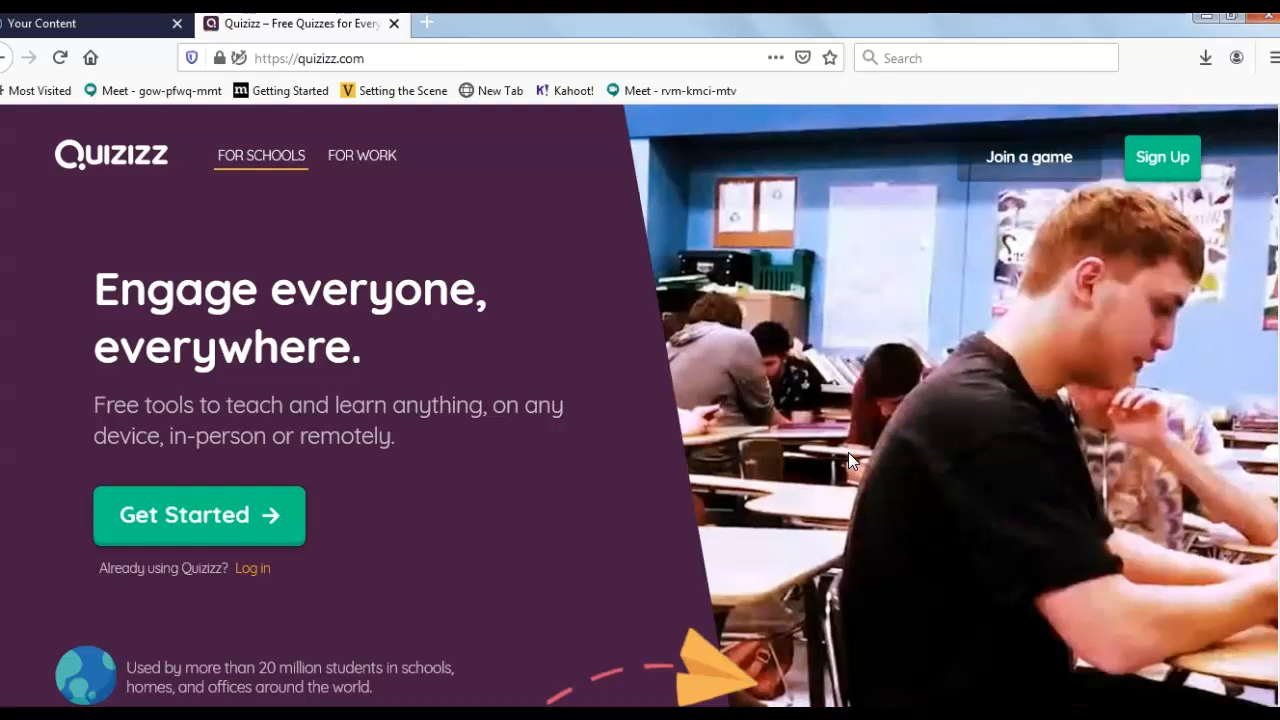 Your Content
Quizizz – Free Quizzes for Every
https://quizizz.com
Search
Most Visited
Meet - gow-pfwq-mmt
Getting Started
Setting the Scene
New Tab
K! Kahoot!
Meet - rvm-kmci-mtv
Quizizz
FOR SCHOOLS
FOR WORK
Join a game
Sign Up
Engage everyone,
everywhere.
Free tools to teach and learn anything, on any
device, in-person or remotely.
Get Started →
Already using Quizizz? Log in
Used by more than 20 million students in schools,
homes, and offices around the world.